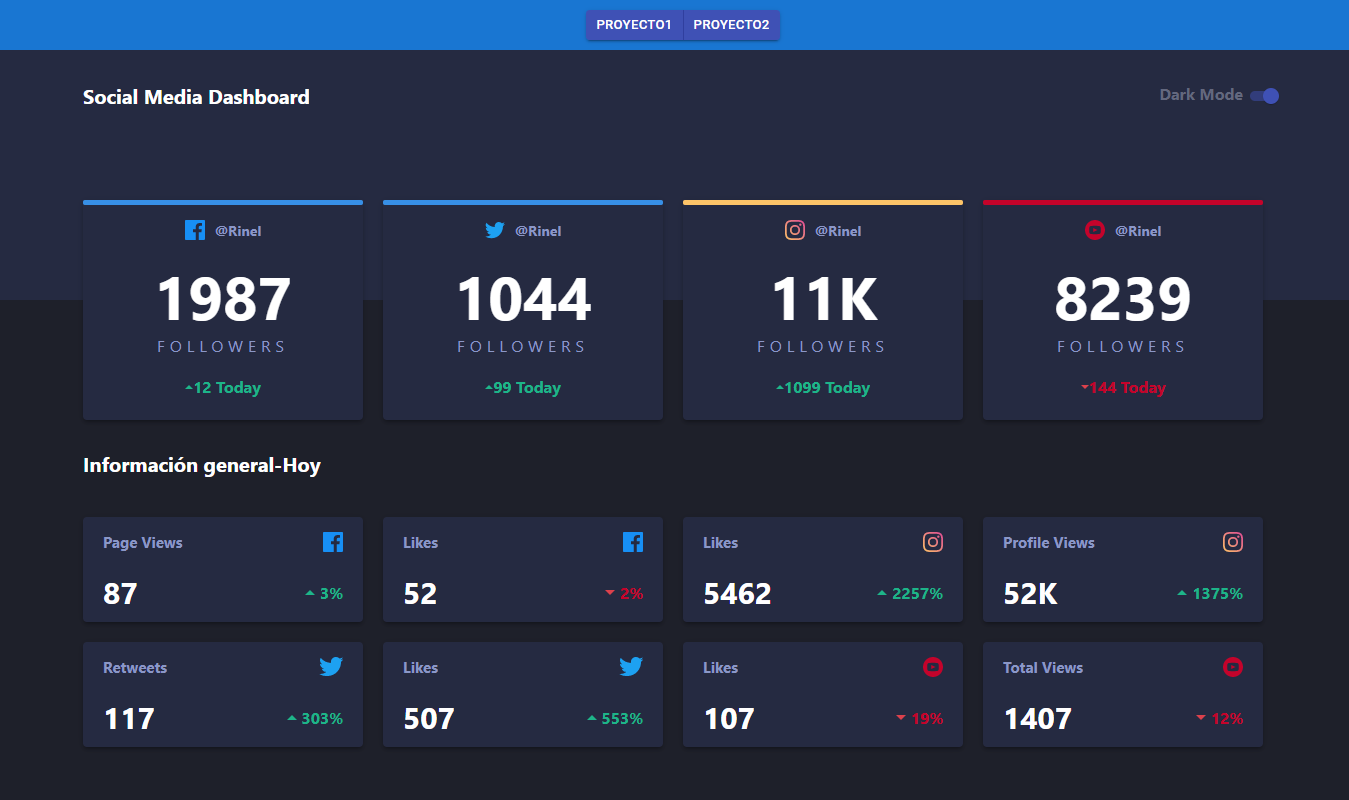 PROYECTO1 PROYECTO2
Social Media Dashboard
Dark Mode
@Rinel
1987
FOLLOWERS
12 Today
@Rinel
1044
FOLLOWERS
99 Today
@Rinel
11K
FOLLOWERS
1099 Today
@Rinel
8239
FOLLOWERS
144 Today
Información general-Hoy
Page Views
87
3%
Likes
52
2%
Likes
5462
2257%
Profile Views
52K
1375%
Retweets
117
303%
Likes
507
553%
Likes
107
19%
Total Views
1407
12%